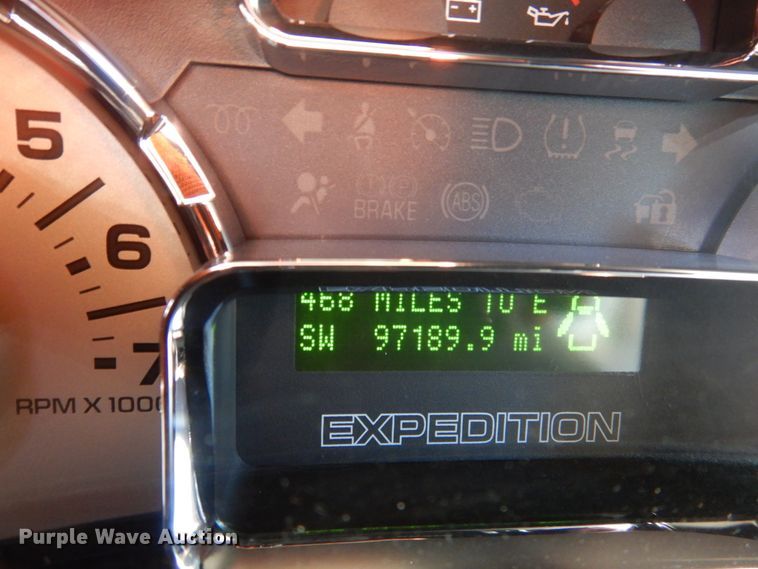 5
6
7
RPM X 1000
BRAKE
ABS
468 MILES TO E
SW 97189.9 mi
EXPEDITION
Purple Wave Auction